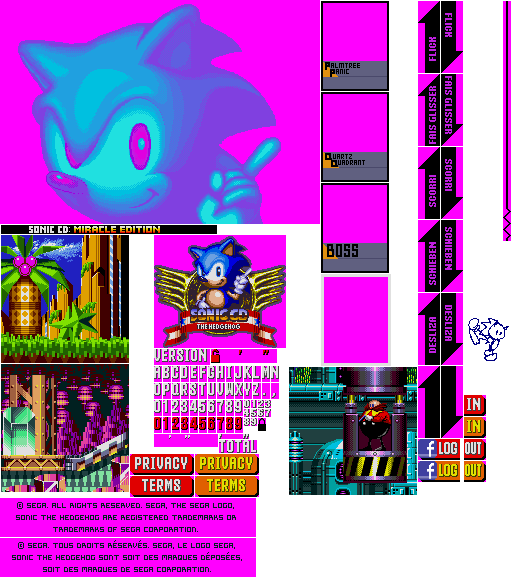 PALMTREE
PANIC
QUARTZ
QUADRANT
BOSS
FLICK
FLICK
FAIS GLISSER
FAIS GLISSER
SCORRI
SCORRI
SCHIEBEN
SCHIEBEN
DESLIZA
DESLIZA
SONIC CD: MIRACLE EDITION
SONIC CD
THE HEDGEHOG
VERSION
ABCDEFGHIJKLMN
OPQRSTUVWXYZ..
0123456789
0123
4567
89
0123456789
TOTAL
PRIVACY
PRIVACY
TERMS
TERMS
IN
IN
f LOG
OUT
f LOG
OUT
© SEGA. ALL RIGHTS RESERVED. SEGA, THE SEGA LOGO,
SONIC THE HEDGEHOG ARE REGISTERED TRADEMARKS OR
TRADEMARKS OF SEGA CORPORATION.
© SEGA. TOUS DROITS RÉSERVÉS. SEGA, LE LOGO SEGA,
SONIC THE HEDGEHOG SONT SOIT DES MARQUES DÉPOSÉES,
SOIT DES MARQUES DE SEGA CORPORATION.